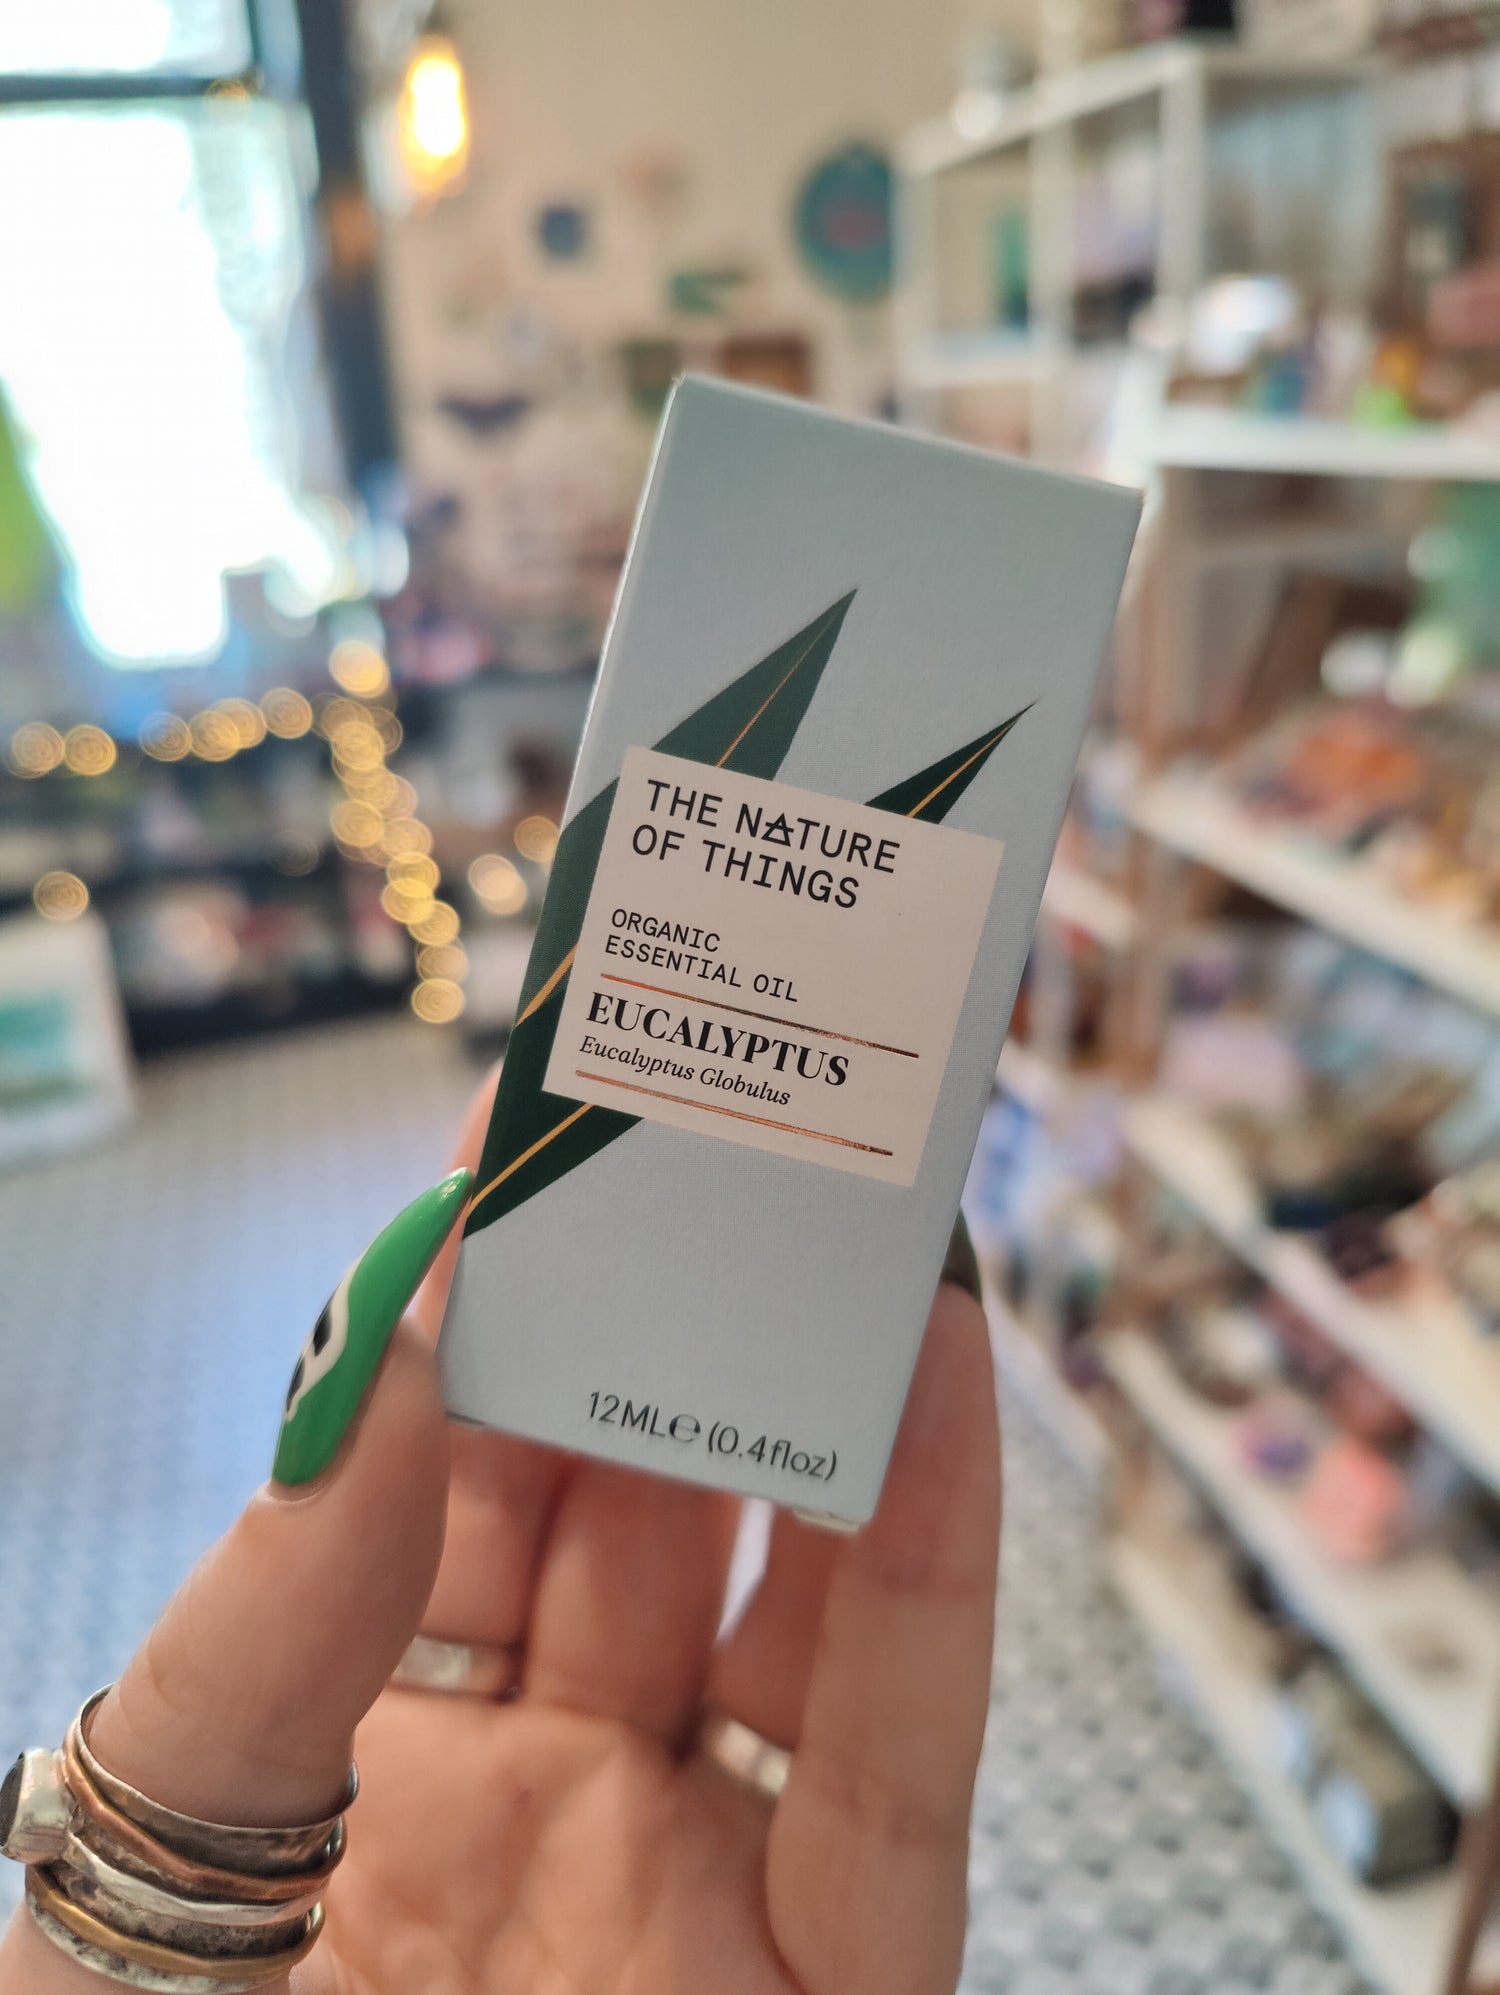 THE NATURE
OF THINGS
ORGANIC
ESSENTIAL OIL
EUCALYPTUS
Eucalyptus Globulus
12ML℮ (0.4floz)